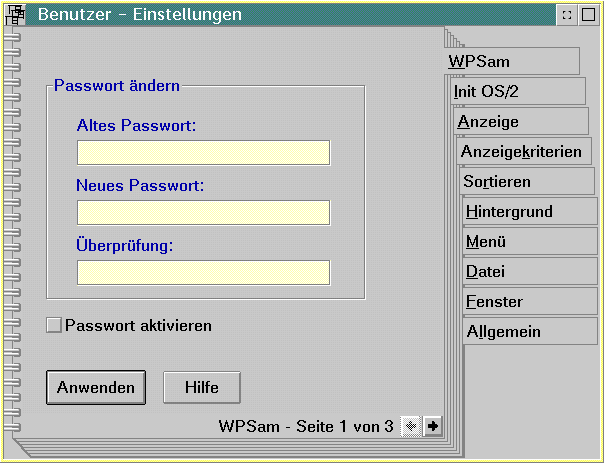 Benutzer - Einstellungen
Passwort ändern
Altes Passwort:
Neues Passwort:
Überprüfung:
Passwort aktivieren
Anwenden
Hilfe
WPSam - Seite 1 von 3
WPSam
Init OS/2
Anzeige
Anzeigekriterien
Sortieren
Hintergrund
Menü
Datei
Fenster
Allgemein